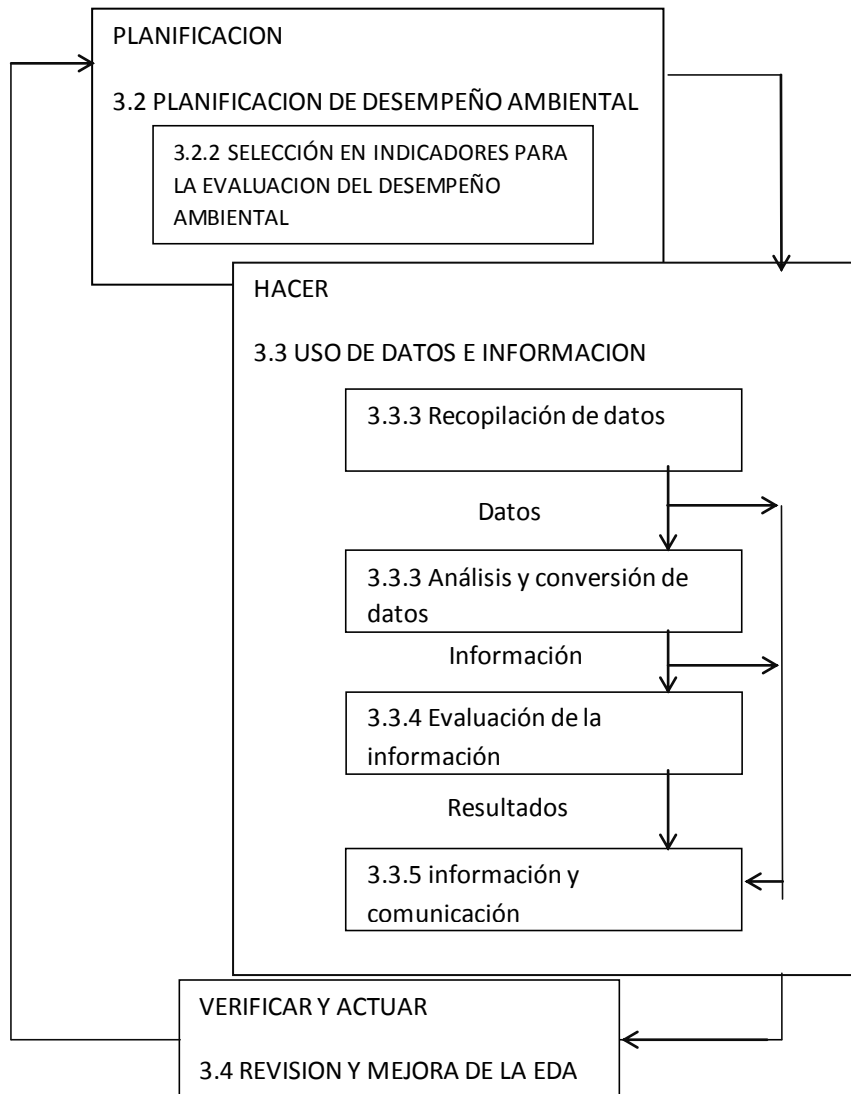 PLANIFICACION
3.2 PLANIFICACION DE DESEMPEÑO AMBIENTAL
3.2.2 SELECCIÓN EN INDICADORES PARA
LA EVALUACION DEL DESEMPEÑO
AMBIENTAL
HACER
3.3 USO DE DATOS E INFORMACION
3.3.3 Recopilación de datos
Datos
3.3.3 Análisis y conversión de
datos
Información
3.3.4 Evaluación de la
información
Resultados
3.3.5 información y
comunicación
VERIFICAR Y ACTUAR
3.4 REVISION Y MEJORA DE LA EDA